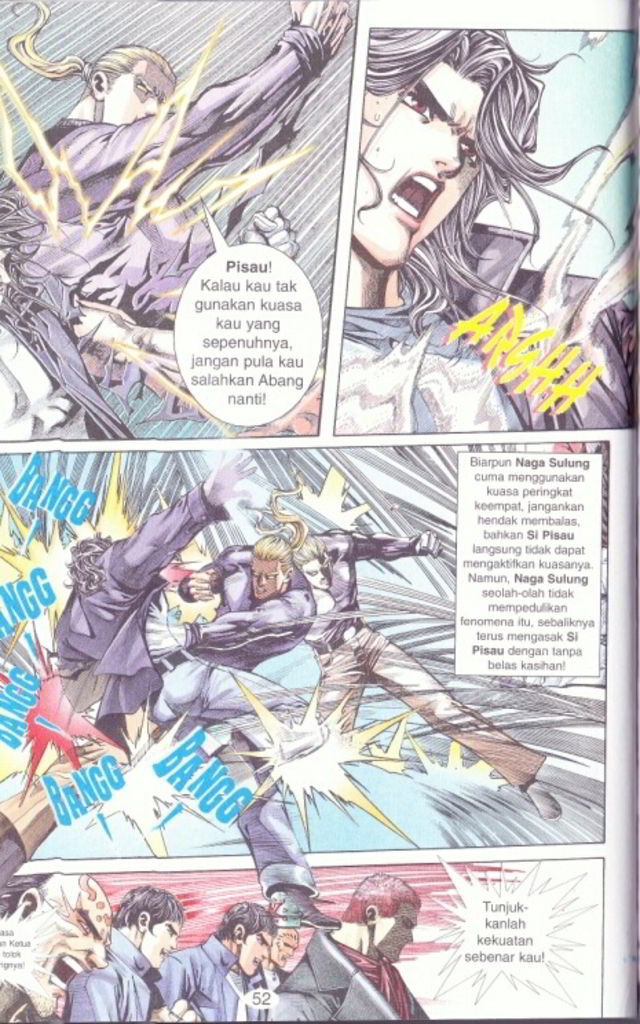 Pisau!
Kalau kau tak
gunakan kuasa
kau yang
sepenuhnya,
jangan pula kau
salahkan Abang
nanti!
ARGHH
BANGG
BANGG
BANGG
BANGG
BANGG
Biarpun Naga Sulung
cuma menggunakan
kuasa peringkat
keempat, jangankan
hendak membalas,
bahkan Si Pisau
langsung tidak dapat
mengaktifkan kuasanya.
Namun, Naga Sulung
seolah-olah tidak
mempedulikan
fenomena itu, sebaliknya
terus mengasak Si
Pisau dengan tanpa
belas kasihan!
Ketua
tolok
Tunjuk-
kanlah
kekuatan
sebenar kau!
52